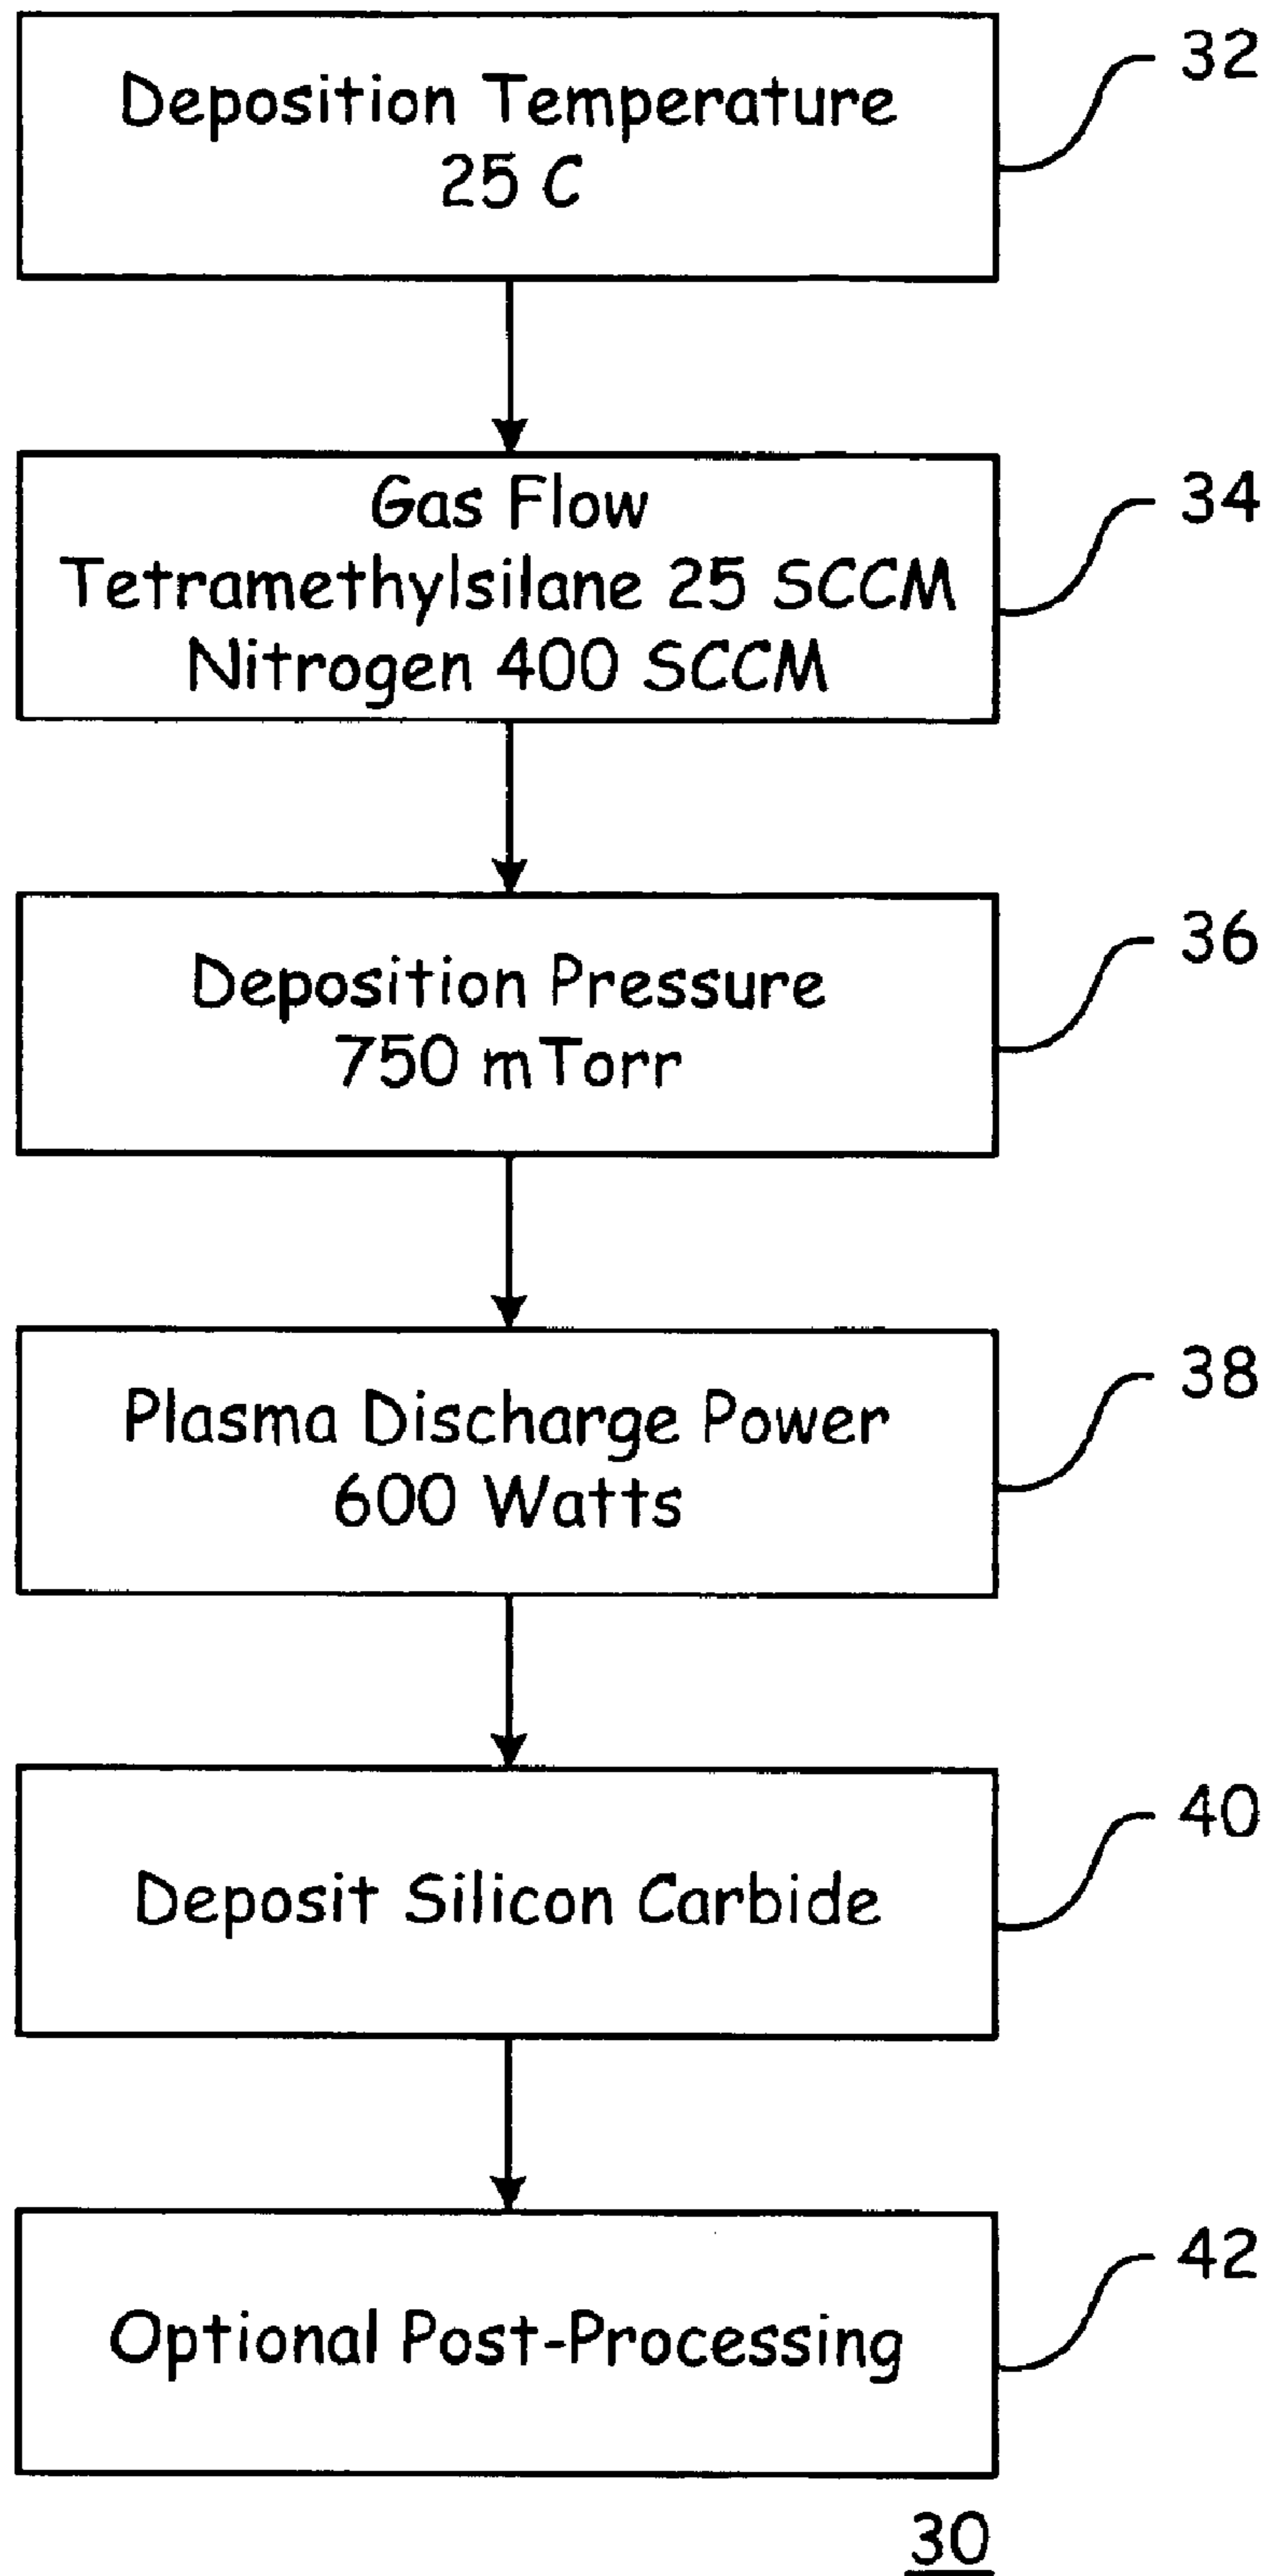 Deposition Temperature
25 C
32
Gas Flow
Tetramethylsilane 25 SCCM
Nitrogen 400 SCCM
34
Deposition Pressure
750 mTorr
36
Plasma Discharge Power
600 Watts
38
Deposit Silicon Carbide
40
Optional Post-Processing
42
30